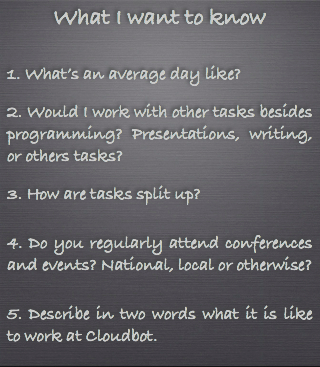 What I want to know
1. What's an average day like?
2. Would I work with other tasks besides
programming? Presentations, writing,
or others tasks?
3. How are tasks split up?
4. Do you regularly attend conferences
and events? National, local or otherwise?
5. Describe in two words what it is like
to work at Cloudbot.